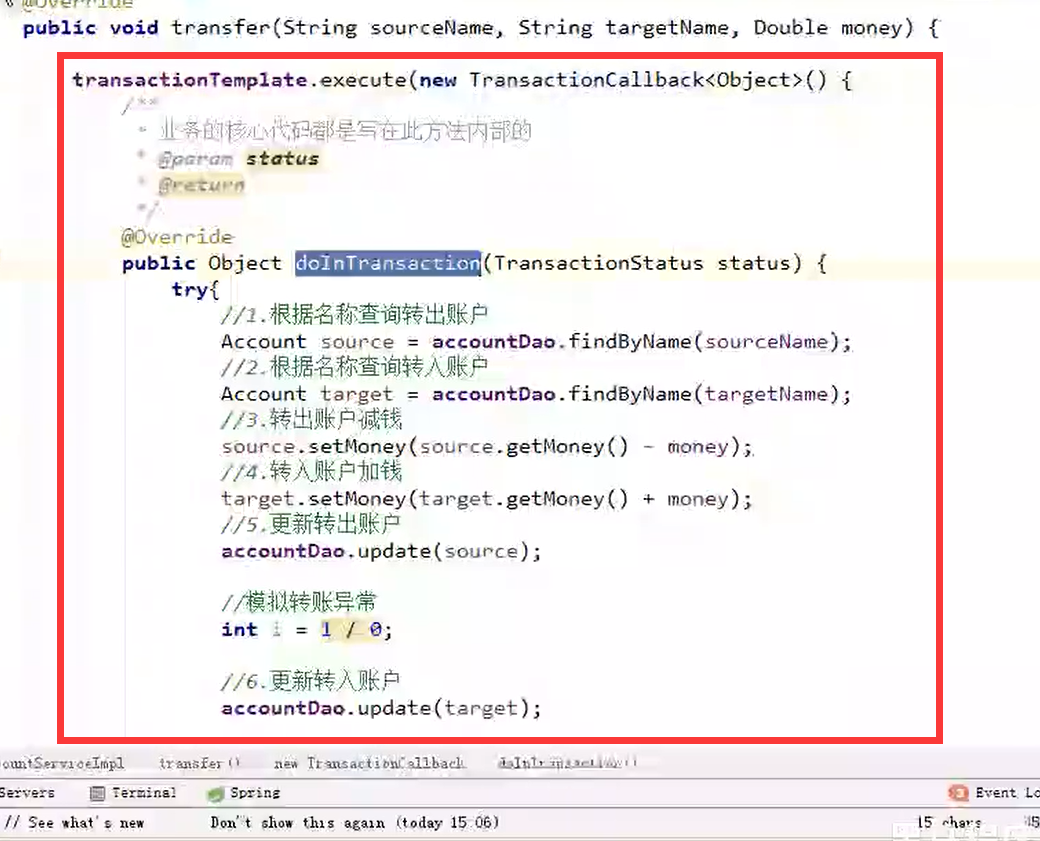 @Override
public void transfer(String sourceName, String targetName, Double money) {
transactionTemplate.execute(new TransactionCallback<Object>() {
/**
* 业务的核心代码都是写在此方法内部的
* @param status
* @return
*/
@Override
public Object doInTransaction(TransactionStatus status) {
try{
//1.根据名称查询转出账户
Account source = accountDao.findByName(sourceName);
//2.根据名称查询转入账户
Account target = accountDao.findByName(targetName);
//3.转出账户减钱
source.setMoney(source.getMoney() - money);
//4.转入账户加钱
target.setMoney(target.getMoney() + money);
//5.更新转出账户
accountDao.update(source);
//模拟转账异常
int i = 1 / 0;
//6.更新转入账户
accountDao.update(target);
ountServiceImpl transfer() new TransactionCallback doInTransaction()
Servers Terminal Spring Event Lo
// See what's new Don't show this again (today 15:06) 15 chars